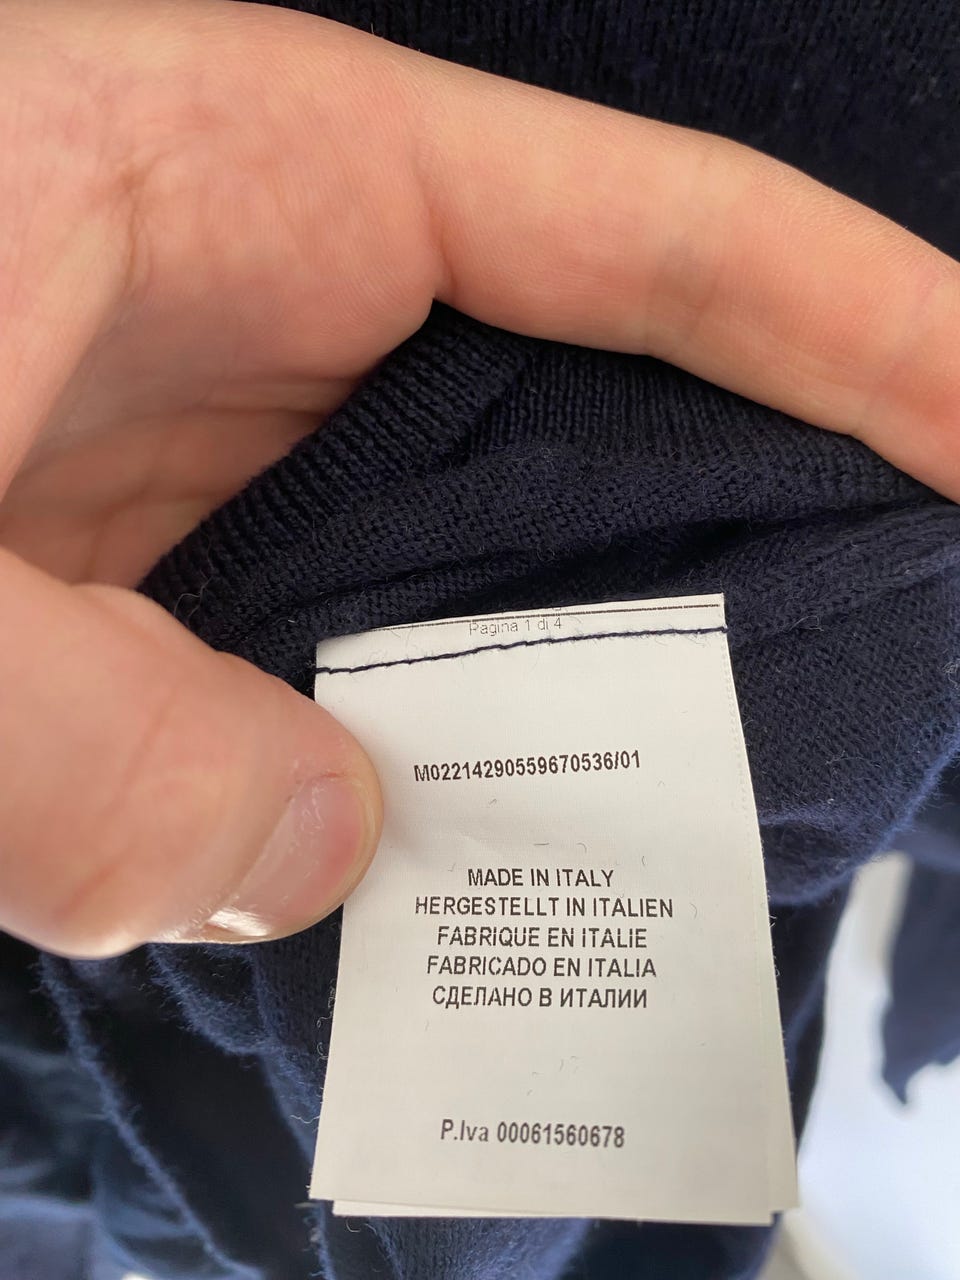 Pagina 1 di 4
M02214290559670536/01
MADE IN ITALY
HERGESTELLT IN ITALIEN
FABRIQUE EN ITALIE
FABRICADO EN ITALIA
СДЕЛАНО В ИТАЛИИ
P.Iva 00061560678